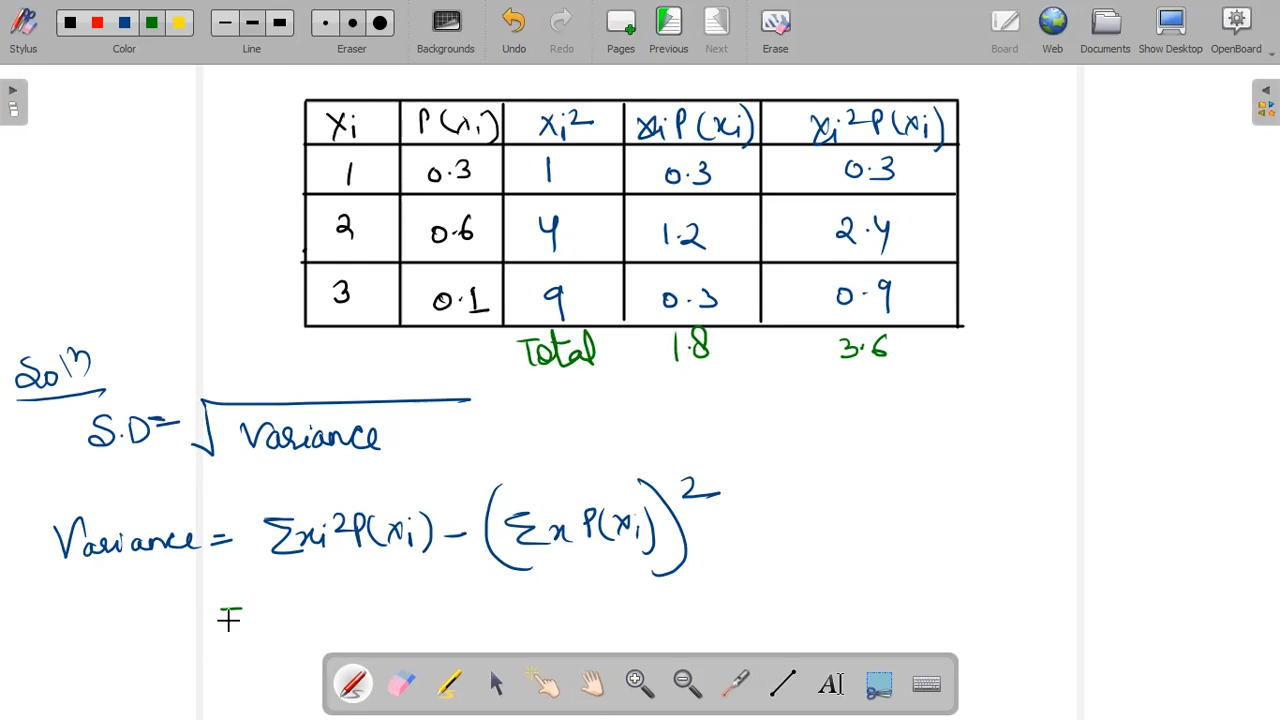 Stylus Color Line Eraser Backgrounds Undo Redo Pages Previous Next Erase Board Web Documents Show Desktop OpenBoard
Xi P(xi) xi² xi P(xi) xi²P(xi)
1 0.3 1 0.3 0.3
2 0.6 4 1.2 2.4
3 0.1 9 0.3 0.9
Total 1.8 3.6
Solⁿ
S.D = √Variance
Variance = Σxi²P(xi) - (Σx P(xi))²
=